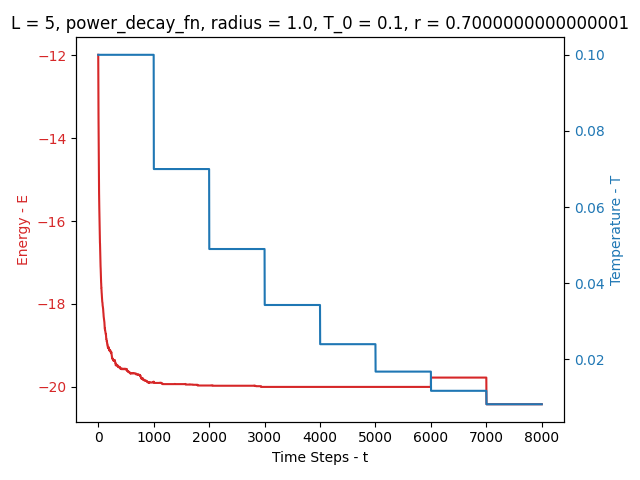 L = 5, power_decay_fn, radius = 1.0, T_0 = 0.1, r = 0.7000000000000001
−12
−14
−16
−18
−20
Energy - E
0.10
0.08
0.06
0.04
0.02
Temperature - T
0 1000 2000 3000 4000 5000 6000 7000 8000
Time Steps - t